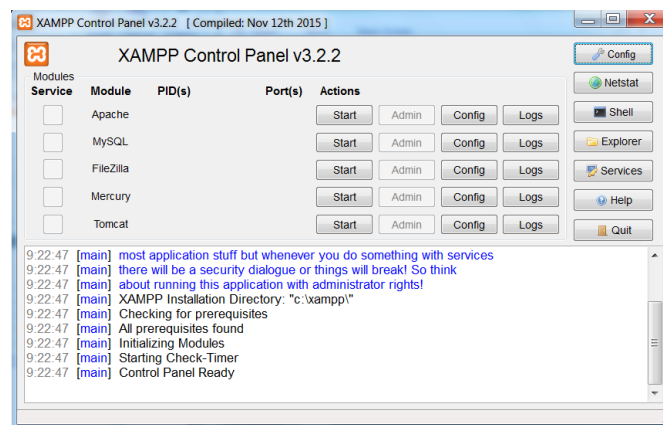 XAMPP Control Panel v3.2.2 [ Compiled: Nov 12th 2015 ]
XAMPP Control Panel v3.2.2
Config
Modules
Service Module PID(s) Port(s) Actions
Netstat
Apache Start Admin Config Logs
Shell
MySQL Start Admin Config Logs
Explorer
FileZilla Start Admin Config Logs
Services
Mercury Start Admin Config Logs
Help
Tomcat Start Admin Config Logs
Quit
9:22:47 [main] most application stuff but whenever you do something with services
9:22:47 [main] there will be a security dialogue or things will break! So think
9:22:47 [main] about running this application with administrator rights!
9:22:47 [main] XAMPP Installation Directory: "c:\xampp\"
9:22:47 [main] Checking for prerequisites
9:22:47 [main] All prerequisites found
9:22:47 [main] Initializing Modules
9:22:47 [main] Starting Check-Timer
9:22:47 [main] Control Panel Ready